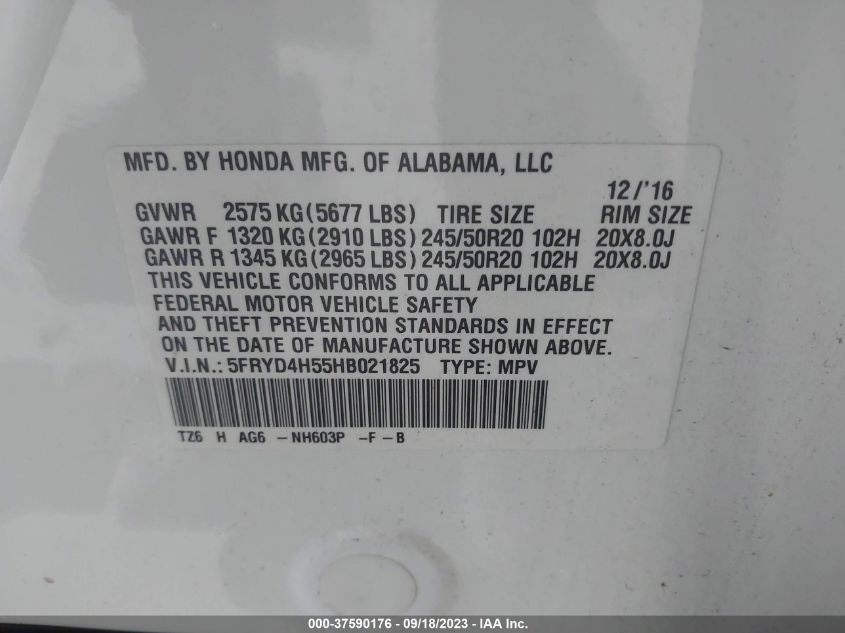 MFD. BY HONDA MFG. OF ALABAMA, LLC
12/'16
GVWR 2575 KG (5677 LBS) TIRE SIZE RIM SIZE
GAWR F 1320 KG (2910 LBS) 245/50R20 102H 20X8.0J
GAWR R 1345 KG (2965 LBS) 245/50R20 102H 20X8.0J
THIS VEHICLE CONFORMS TO ALL APPLICABLE
FEDERAL MOTOR VEHICLE SAFETY
AND THEFT PREVENTION STANDARDS IN EFFECT
ON THE DATE OF MANUFACTURE SHOWN ABOVE.
V.I.N.: 5FRYD4H55HB021825 TYPE: MPV
TZ6 H AG6 -NH603P -F-B
000-37590176 - 09/18/2023 - IAA Inc.